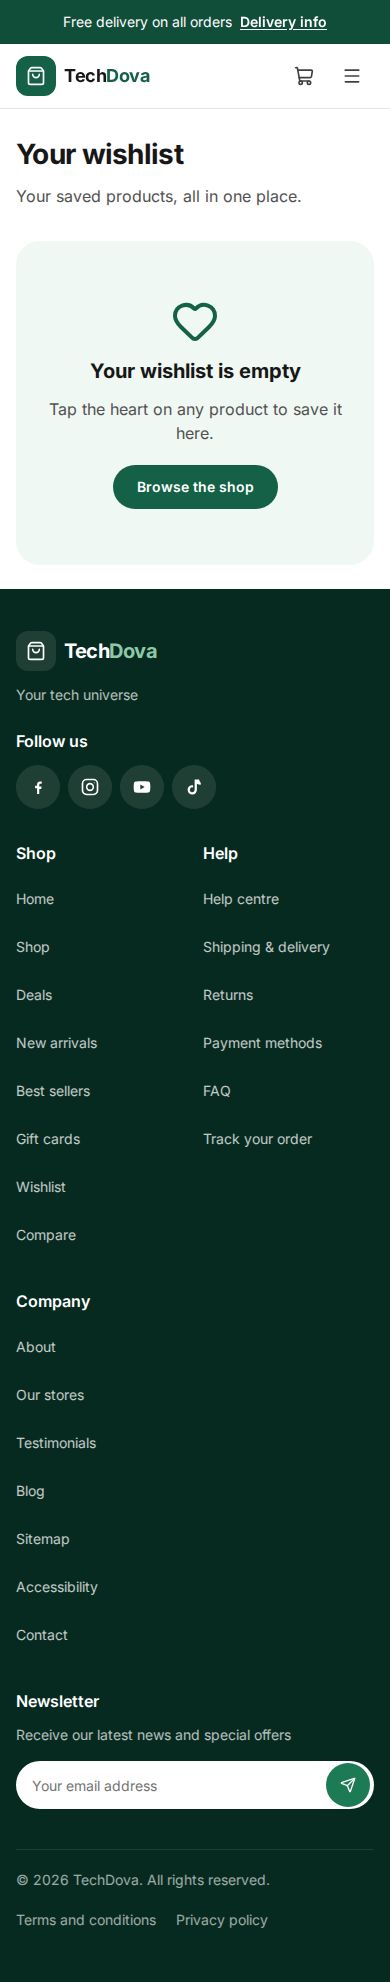 Free delivery on all orders Delivery info
TechDova
Your wishlist
Your saved products, all in one place.
Your wishlist is empty
Tap the heart on any product to save it
here.
Browse the shop
TechDova
Your tech universe
Follow us
Shop
Home
Shop
Deals
New arrivals
Best sellers
Gift cards
Wishlist
Compare
Help
Help centre
Shipping & delivery
Returns
Payment methods
FAQ
Track your order
Company
About
Our stores
Testimonials
Blog
Sitemap
Accessibility
Contact
Newsletter
Receive our latest news and special offers
Your email address
© 2026 TechDova. All rights reserved.
Terms and conditions Privacy policy